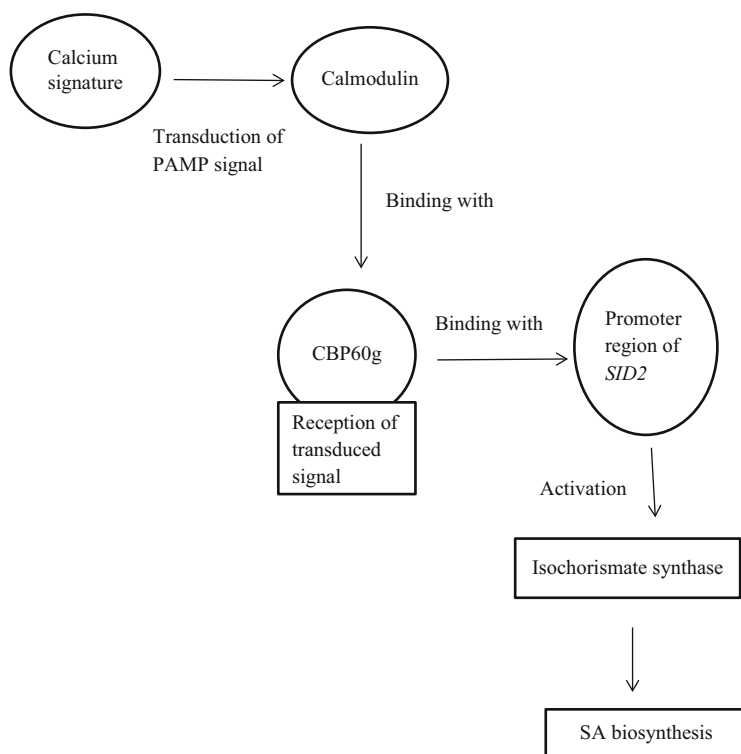 Calcium
signature
Calmodulin
Transduction of
PAMP signal
Binding with
CBP60g
Binding with
Promoter
region of
SID2
Reception of
transduced
signal
Activation
Isochorismate synthase
SA biosynthesis